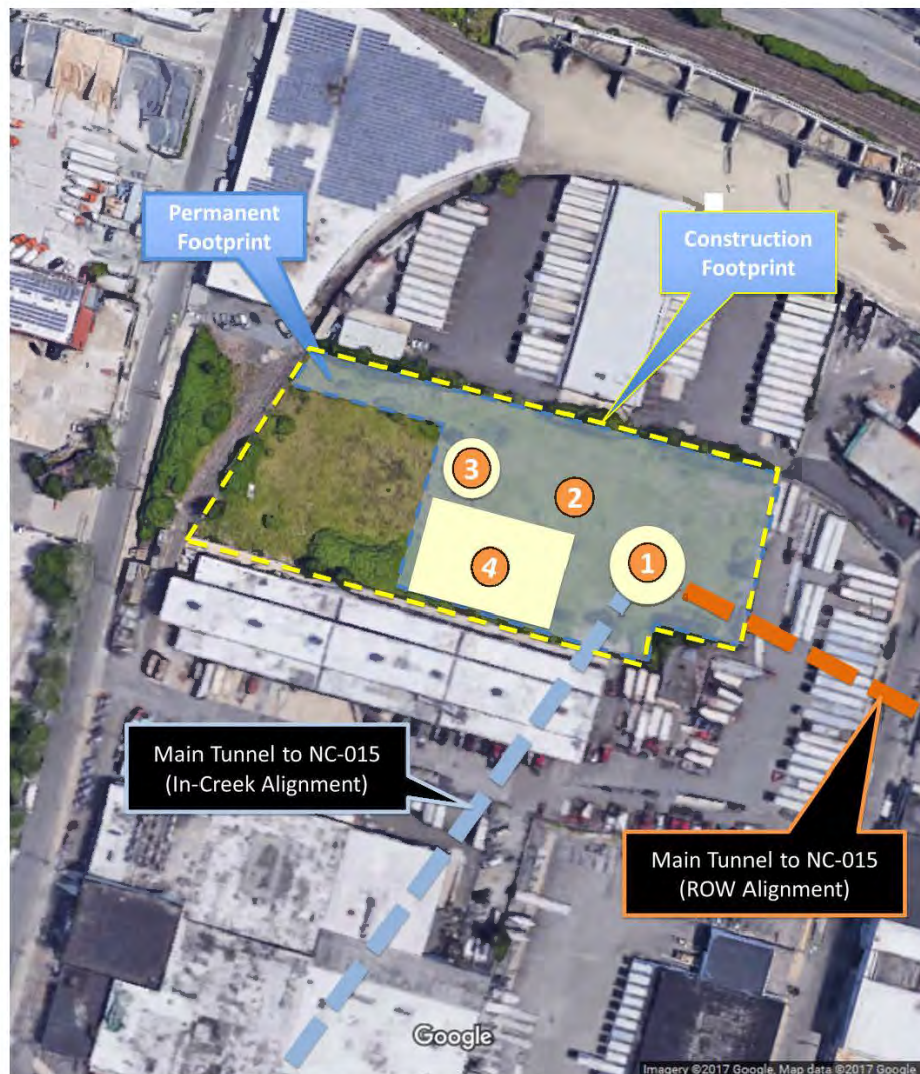 Permanent
Footprint
Construction
Footprint
3
2
1
4
Main Tunnel to NC-015
(In-Creek Alignment)
Main Tunnel to NC-015
(ROW Alignment)
Google
Imagery ©2017 Google, Map data ©2017 Google